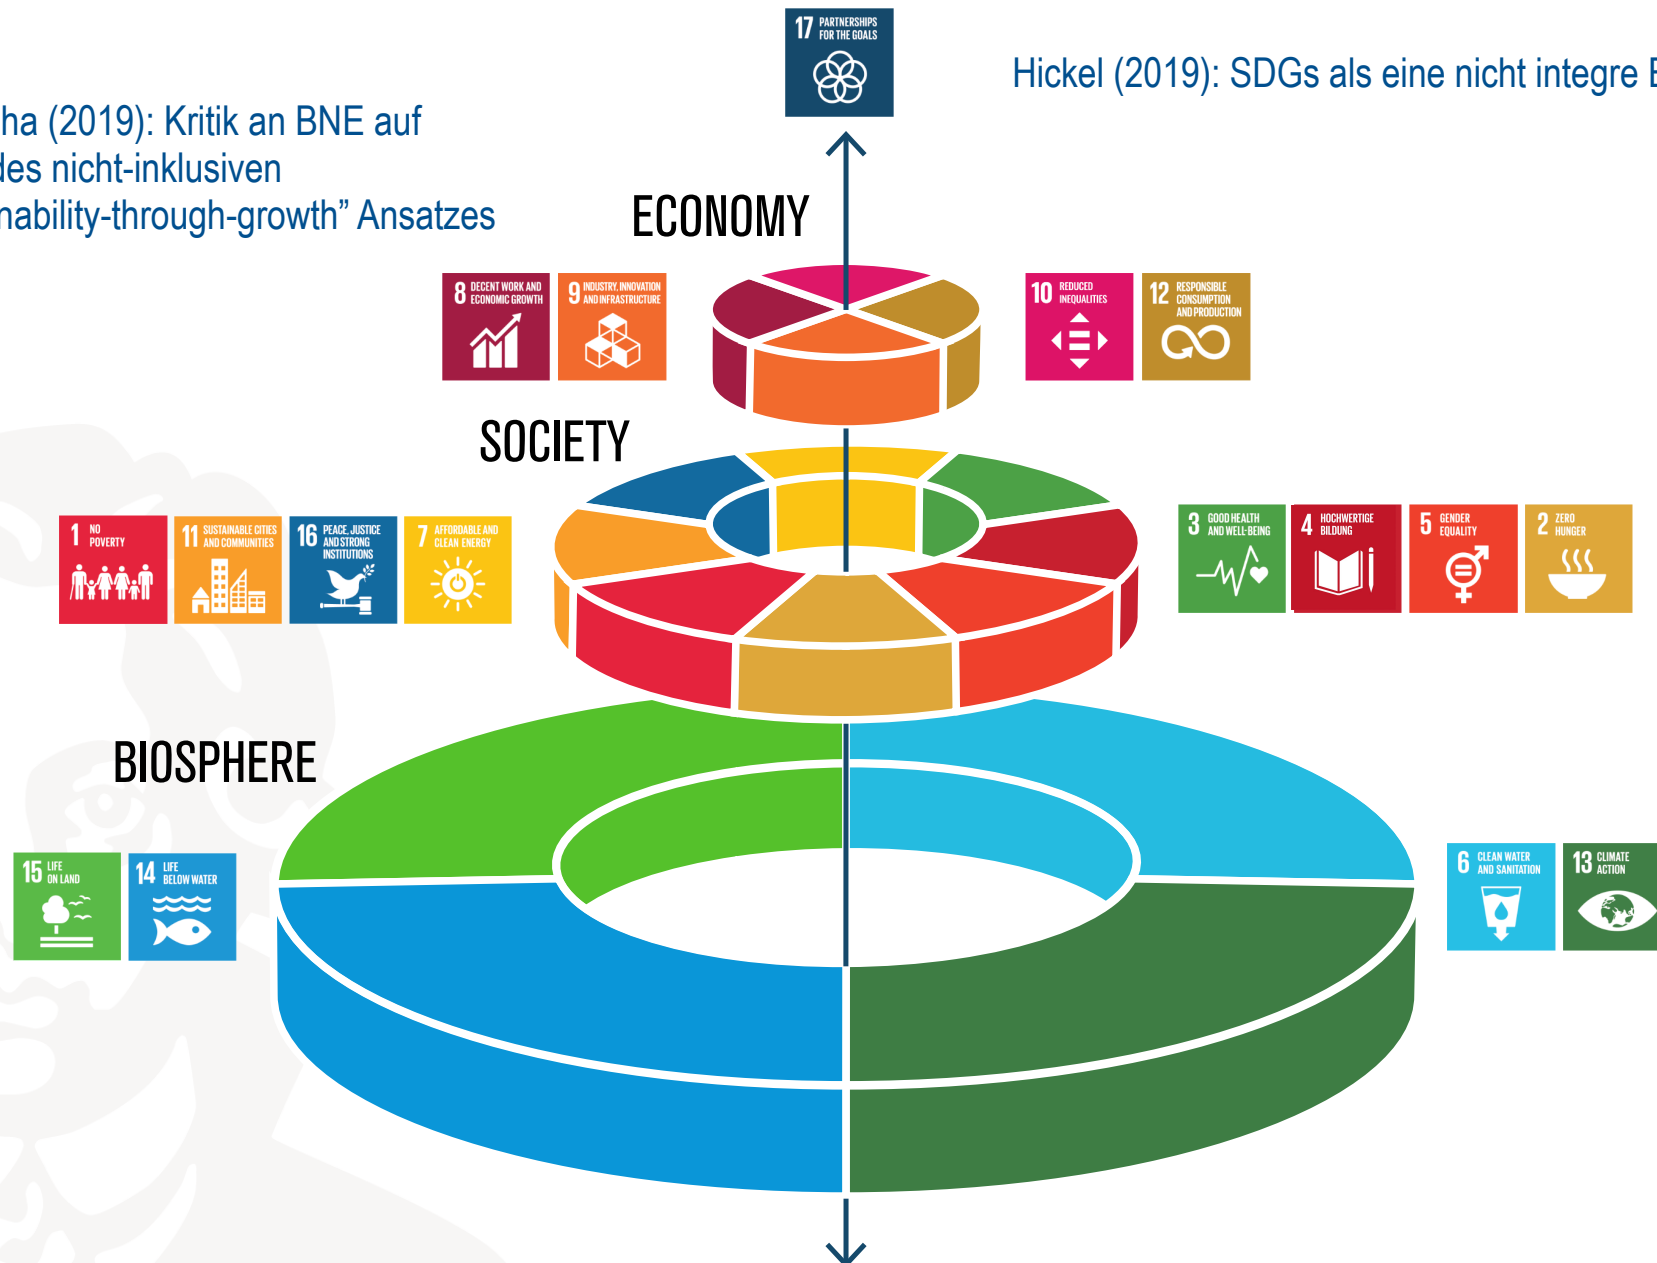 17 PARTNERSHIPS
FOR THE GOALS
Hickel (2019): SDGs als eine nicht integre
(2019): Kritik an BNE auf
des nicht-inklusiven
through-growth” Ansatzes
ECONOMY
8 DECENT WORK AND
ECONOMIC GROWTH
9 INDUSTRY, INNOVATION
AND INFRASTRUCTURE
10 REDUCED
INEQUALITIES
12 RESPONSIBLE
CONSUMPTION
AND PRODUCTION
SOCIETY
1 NO
POVERTY
11 SUSTAINABLE CITIES
AND COMMUNITIES
16 PEACE, JUSTICE
AND STRONG
INSTITUTIONS
7 AFFORDABLE AND
CLEAN ENERGY
3 GOOD HEALTH
AND WELL-BEING
4 HOCHWERTIGE
BILDUNG
5 GENDER
EQUALITY
2 ZERO
HUNGER
BIOSPHERE
15 LIFE
ON LAND
14 LIFE
BELOW WATER
6 CLEAN WATER
AND SANITATION
13 CLIMATE
ACTION